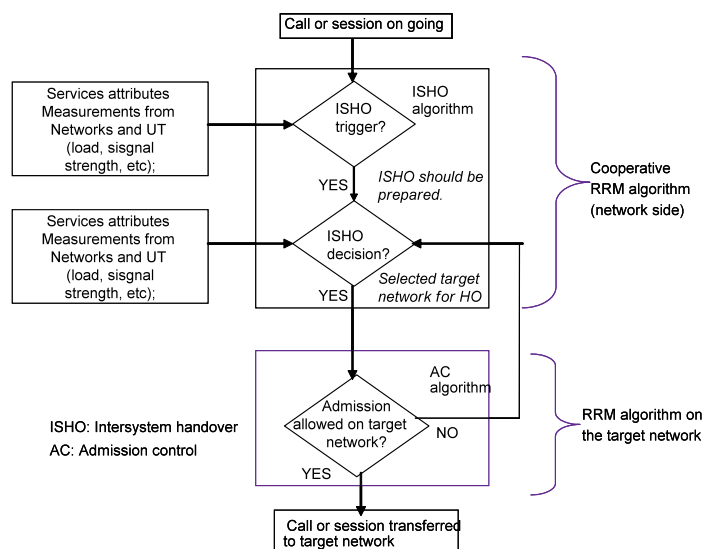 Call or session on going
Services attributes
Measurements from
Networks and UT
(load, sisgnal
strength, etc);
ISHO
trigger?
ISHO
algorithm
YES
ISHO should be
prepared.
Cooperative
RRM algorithm
(network side)
Services attributes
Measurements from
Networks and UT
(load, sisgnal
strength, etc);
ISHO
decision?
YES
Selected target
network for HO
AC
algorithm
Admission
allowed on target
network?
NO
YES
RRM algorithm on
the target network
ISHO: Intersystem handover
AC: Admission control
Call or session transferred
to target network